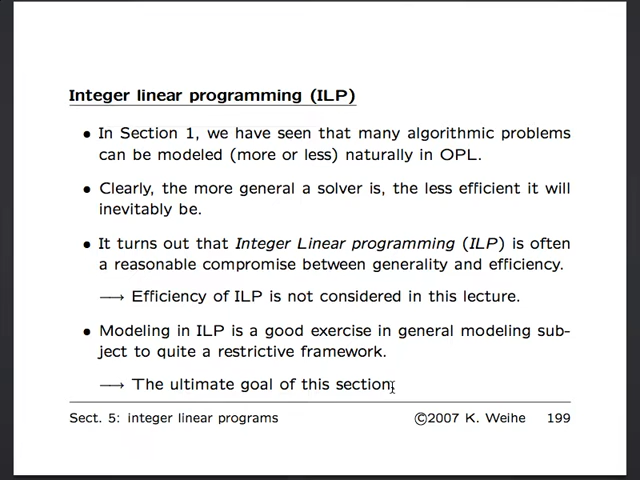 Integer linear programming (ILP)
• In Section 1, we have seen that many algorithmic problems
can be modeled (more or less) naturally in OPL.
• Clearly, the more general a solver is, the less efficient it will
inevitably be.
• It turns out that Integer Linear programming (ILP) is often
a reasonable compromise between generality and efficiency.
⟶ Efficiency of ILP is not considered in this lecture.
• Modeling in ILP is a good exercise in general modeling sub-
ject to quite a restrictive framework.
⟶ The ultimate goal of this section.
Sect. 5: integer linear programs ©2007 K. Weihe 199